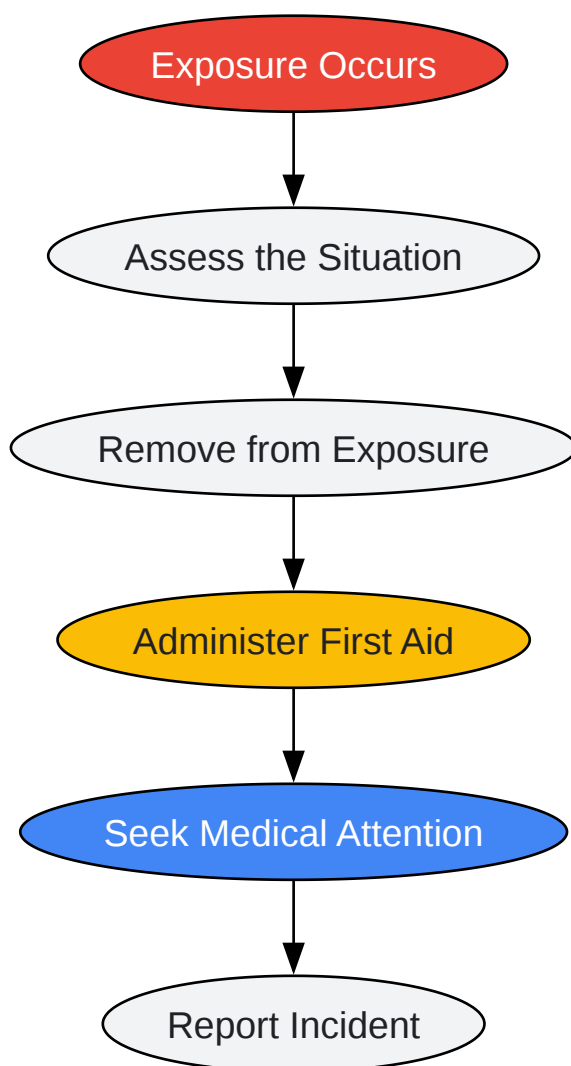 Exposure Occurs
Assess the Situation
Remove from Exposure
Administer First Aid
Seek Medical Attention
Report Incident